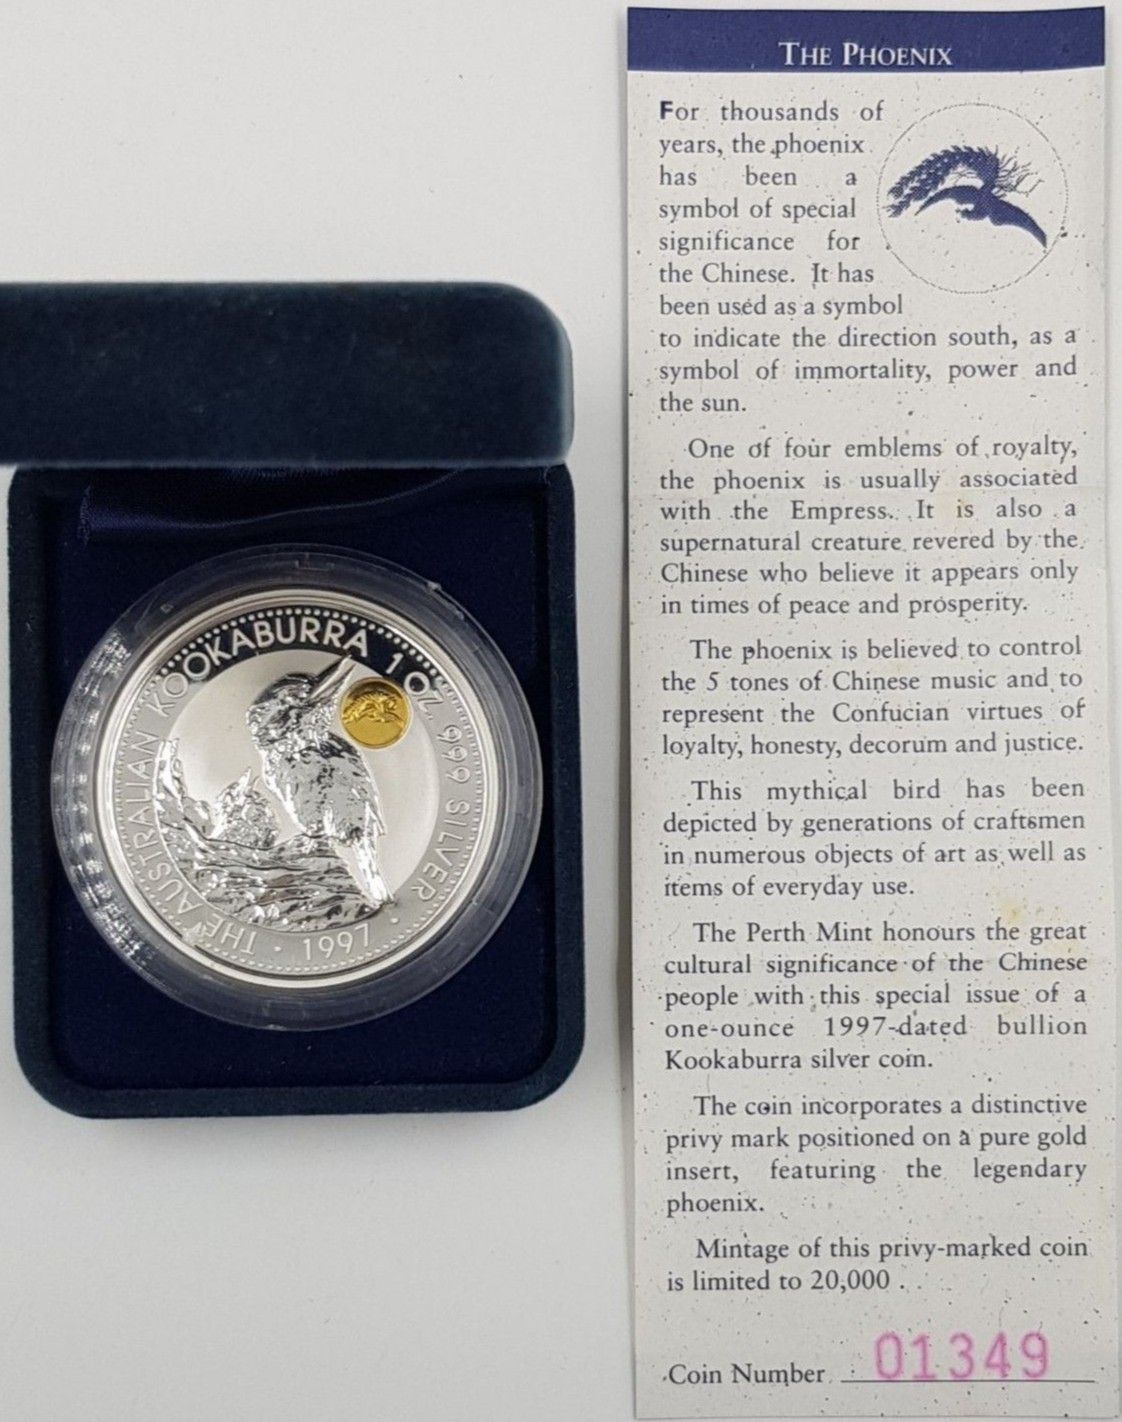 THE PHOENIX
For thousands of
years, the phoenix
has been a
symbol of special
significance for
the Chinese. It has
been used as a symbol
to indicate the direction south, as a
symbol of immortality, power and
the sun.
One of four emblems of royalty,
the phoenix is usually associated
with the Empress. It is also a
supernatural creature revered by the
Chinese who believe it appears only
in times of peace and prosperity.
The phoenix is believed to control
the 5 tones of Chinese music and to
represent the Confucian virtues of
loyalty, honesty, decorum and justice.
This mythical bird has been
depicted by generations of craftsmen
in numerous objects of art as well as
items of everyday use.
The Perth Mint honours the great
cultural significance of the Chinese
people with this special issue of a
one-ounce 1997-dated bullion
Kookaburra silver coin.
The coin incorporates a distinctive
privy mark positioned on a pure gold
insert, featuring the legendary
phoenix.
Mintage of this privy-marked coin
is limited to 20,000 .
Coin Number 01349
THE AUSTRALIAN KOOKABURRA 1 OZ. 999 SILVER · 1997 ·